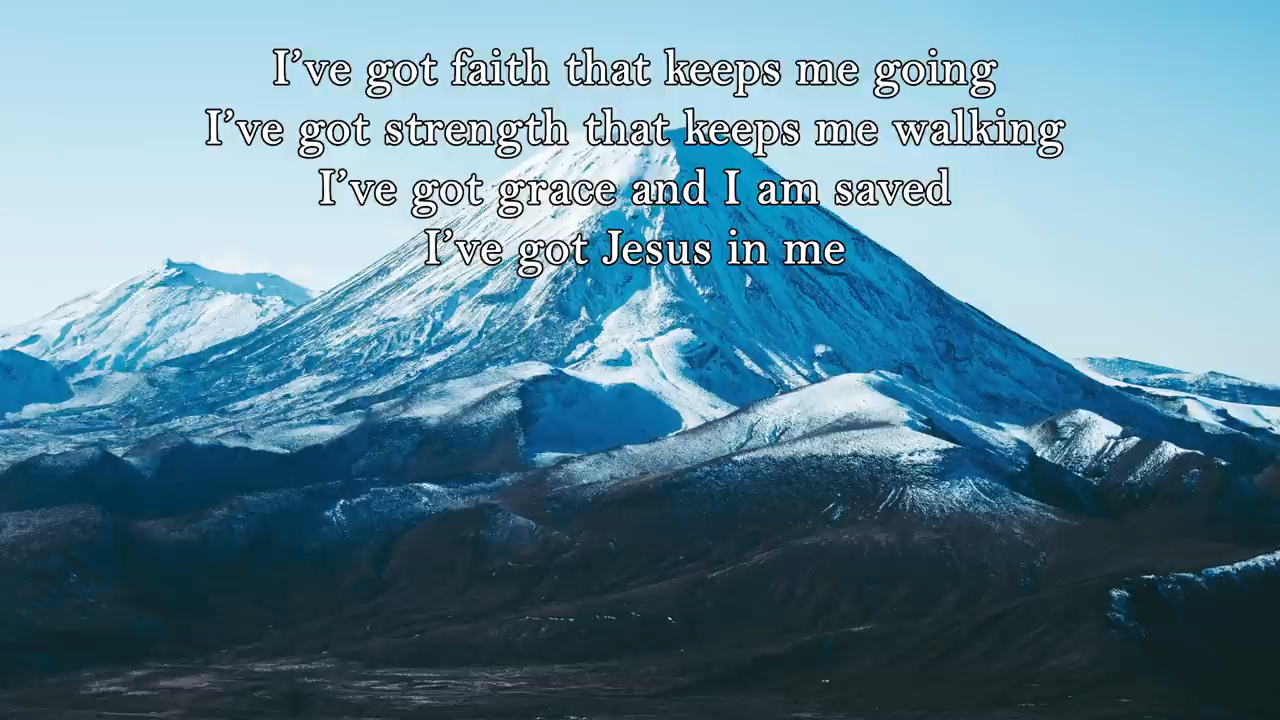 I’ve got faith that keeps me going
I’ve got strength that keeps me walking
I’ve got grace and I am saved
I’ve got Jesus in me